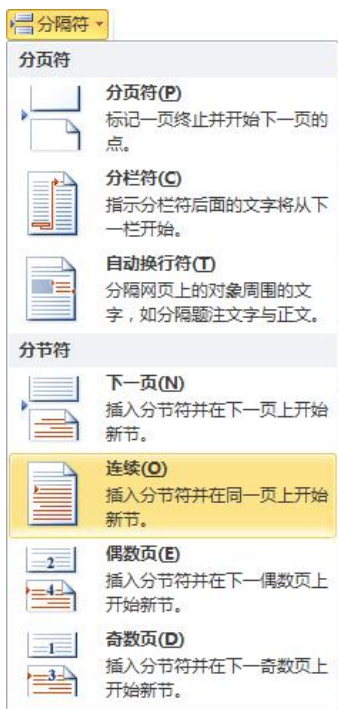 分隔符
分页符
分页符(P)
标记一页终止并开始下一页的
点。
分栏符(C)
指示分栏符后面的文字将从下
一栏开始。
自动换行符(T)
分隔网页上的对象周围的文
字，如分隔题注文字与正文。
分节符
下一页(N)
插入分节符并在下一页上开始
新节。
连续(O)
插入分节符并在同一页上开始
新节。
2
4
偶数页(E)
插入分节符并在下一偶数页上
开始新节。
1
3
奇数页(D)
插入分节符并在下一奇数页上
开始新节。